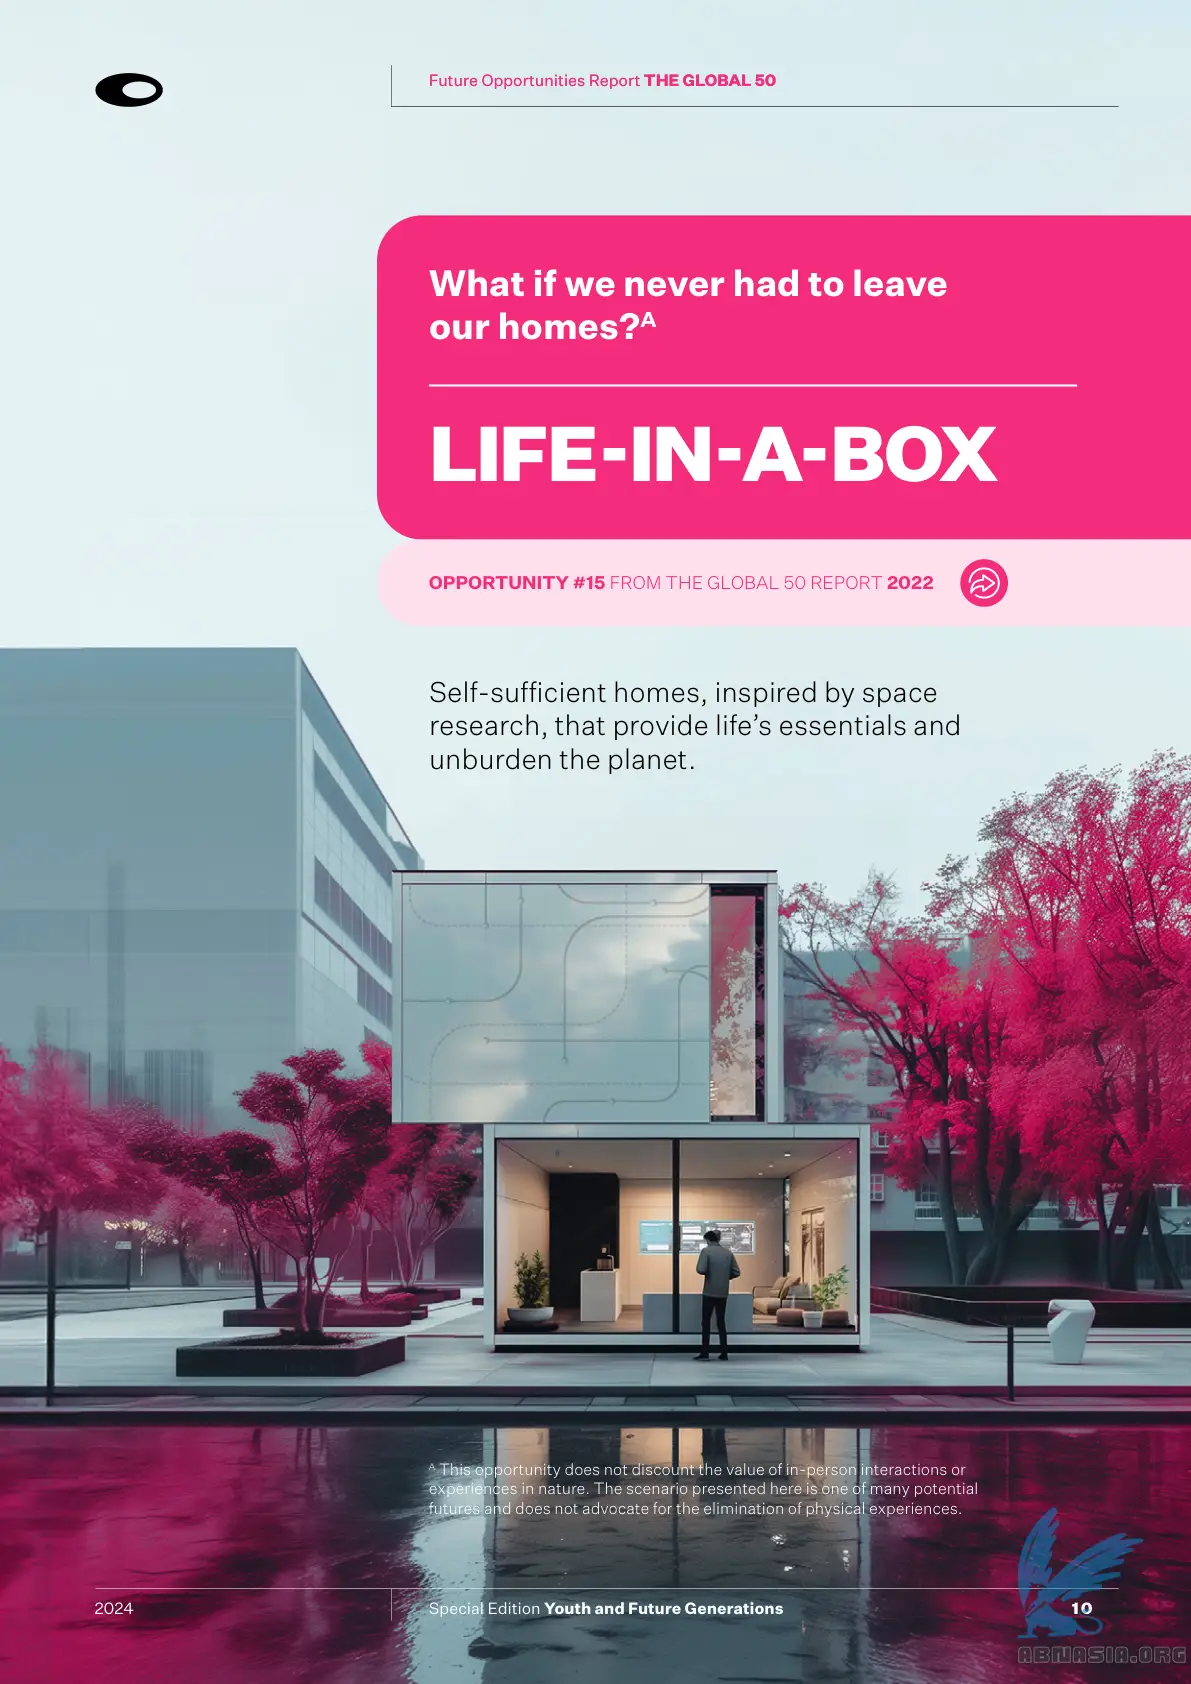 Future Opportunities Report THE GLOBAL 50
What if we never had to leave
our homes?ᴬ
LIFE-IN-A-BOX
OPPORTUNITY #15 FROM THE GLOBAL 50 REPORT 2022
Self-sufficient homes, inspired by space
research, that provide life’s essentials and
unburden the planet.
ᴬ This opportunity does not discount the value of in-person interactions or
experiences in nature. The scenario presented here is one of many potential
futures and does not advocate for the elimination of physical experiences.
2024
Special Edition Youth and Future Generations
10
ABNASIA.ORG